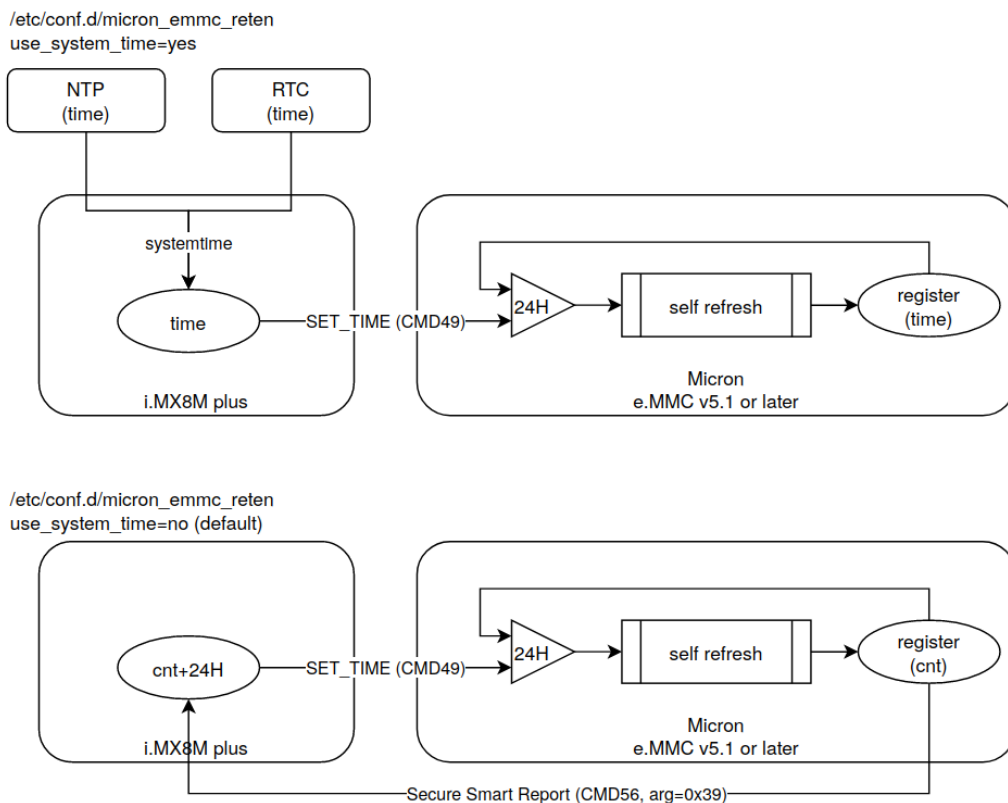 /etc/conf.d/micron_emmc_reten
use_system_time=yes
NTP
(time)
RTC
(time)
systemtime
time
SET_TIME (CMD49)
24H
self refresh
register
(time)
i.MX8M plus
Micron
e.MMC v5.1 or later
/etc/conf.d/micron_emmc_reten
use_system_time=no (default)
cnt+24H
SET_TIME (CMD49)
24H
self refresh
register
(cnt)
i.MX8M plus
Micron
e.MMC v5.1 or later
Secure Smart Report (CMD56, arg=0x39)